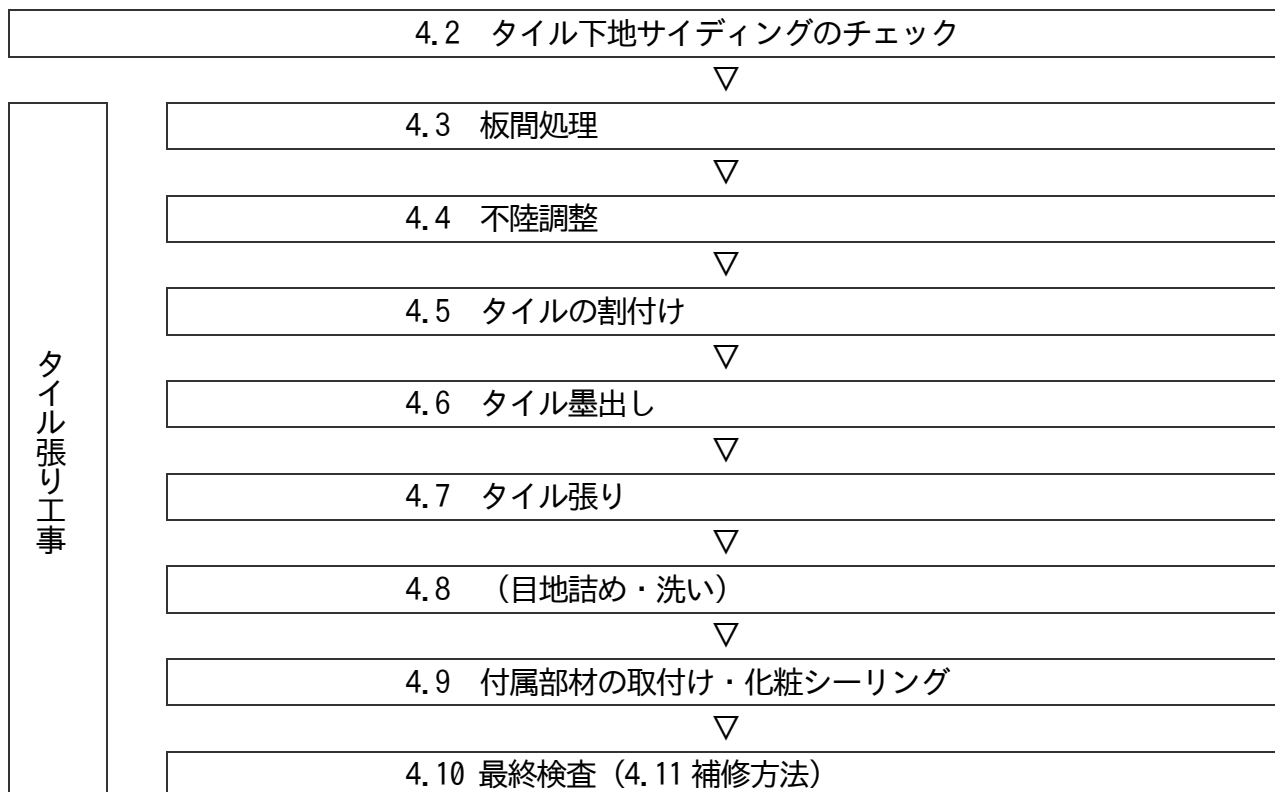 4.2 タイル下地サイディングのチェック
▽
タイル張り工事
4.3 板間処理
▽
4.4 不陸調整
▽
4.5 タイルの割付け
▽
4.6 タイル墨出し
▽
4.7 タイル張り
▽
4.8 （目地詰め・洗い）
▽
4.9 付属部材の取付け・化粧シーリング
▽
4.10 最終検査（4.11 補修方法）